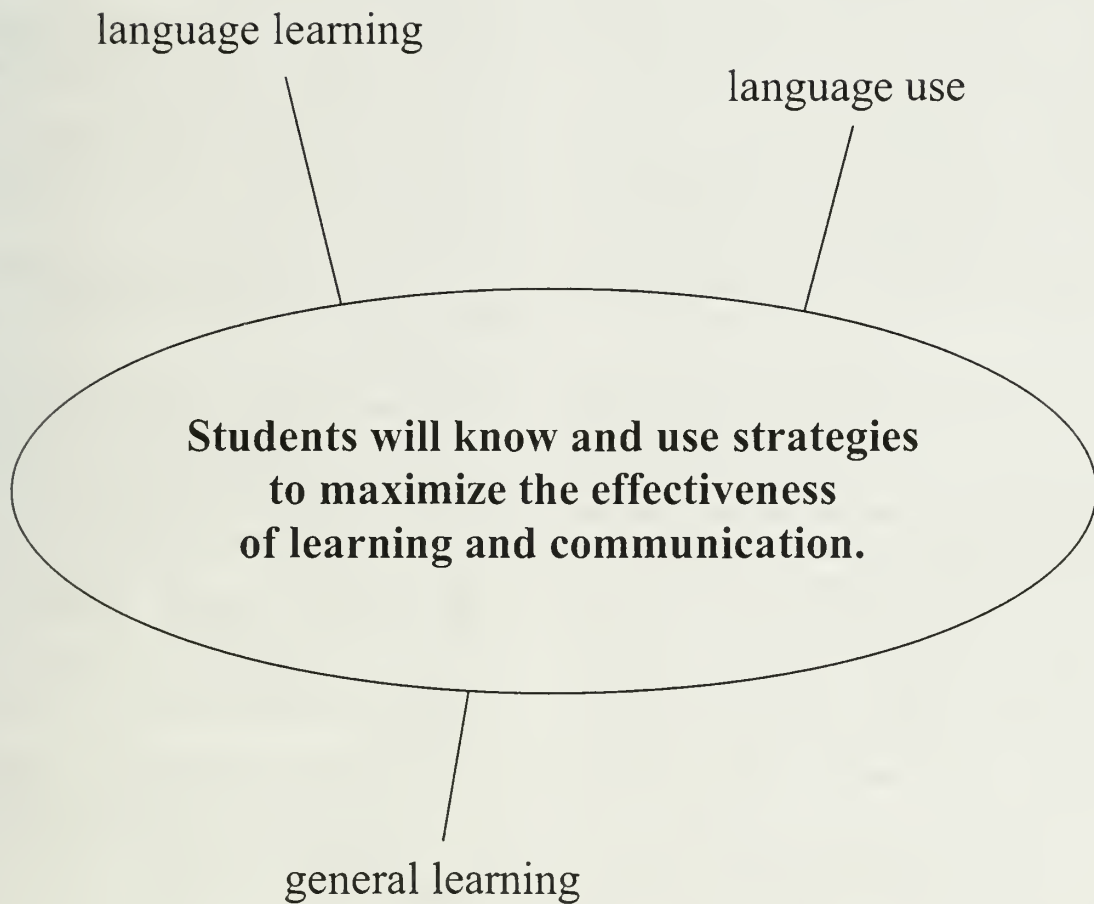 language learning
language use
Students will know and use strategies
to maximize the effectiveness
of learning and communication.
general learning